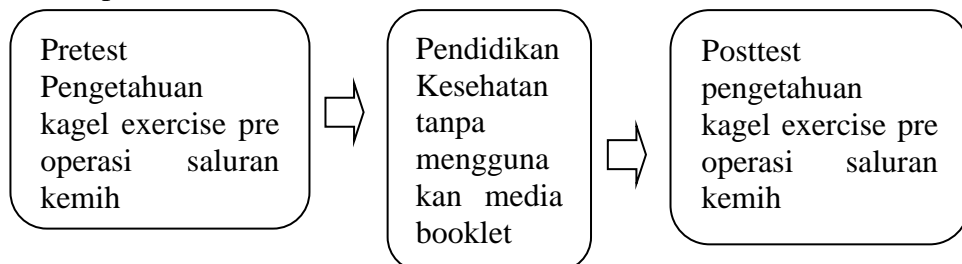 Pretest
Pengetahuan
kagel exercise pre
operasi saluran
kemih
Pendidikan
Kesehatan
tanpa
mengguna
kan media
booklet
Posttest
pengetahuan
kagel exercise pre
operasi saluran
kemih